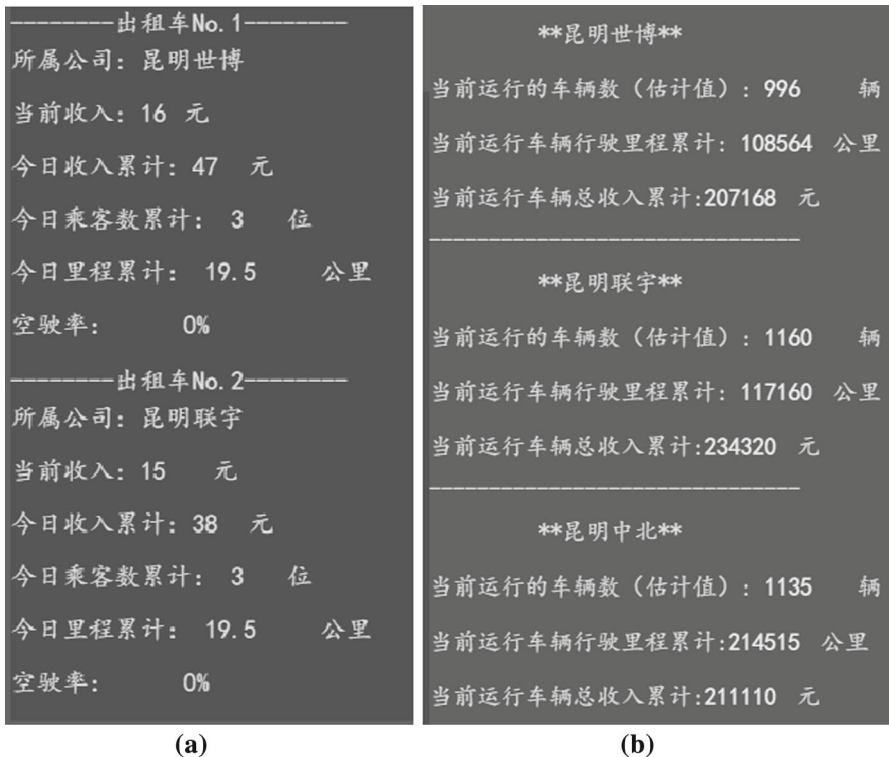 --------出租车No.1--------
所属公司: 昆明世博
当前收入: 16 元
今日收入累计: 47 元
今日乘客数累计: 3 位
今日里程累计: 19.5 公里
空驶率: 0%
--------出租车No.2--------
所属公司: 昆明联宇
当前收入: 15 元
今日收入累计: 38 元
今日乘客数累计: 3 位
今日里程累计: 19.5 公里
空驶率: 0%
(a)
**昆明世博**
当前运行的车辆数（估计值）: 996 辆
当前运行车辆行驶里程累计: 108564 公里
当前运行车辆总收入累计:207168 元
-------------------------------
**昆明联宇**
当前运行的车辆数（估计值）: 1160 辆
当前运行车辆行驶里程累计: 117160 公里
当前运行车辆总收入累计:234320 元
-------------------------------
**昆明中北**
当前运行的车辆数（估计值）: 1135 辆
当前运行车辆行驶里程累计:214515 公里
当前运行车辆总收入累计:211110 元
(b)